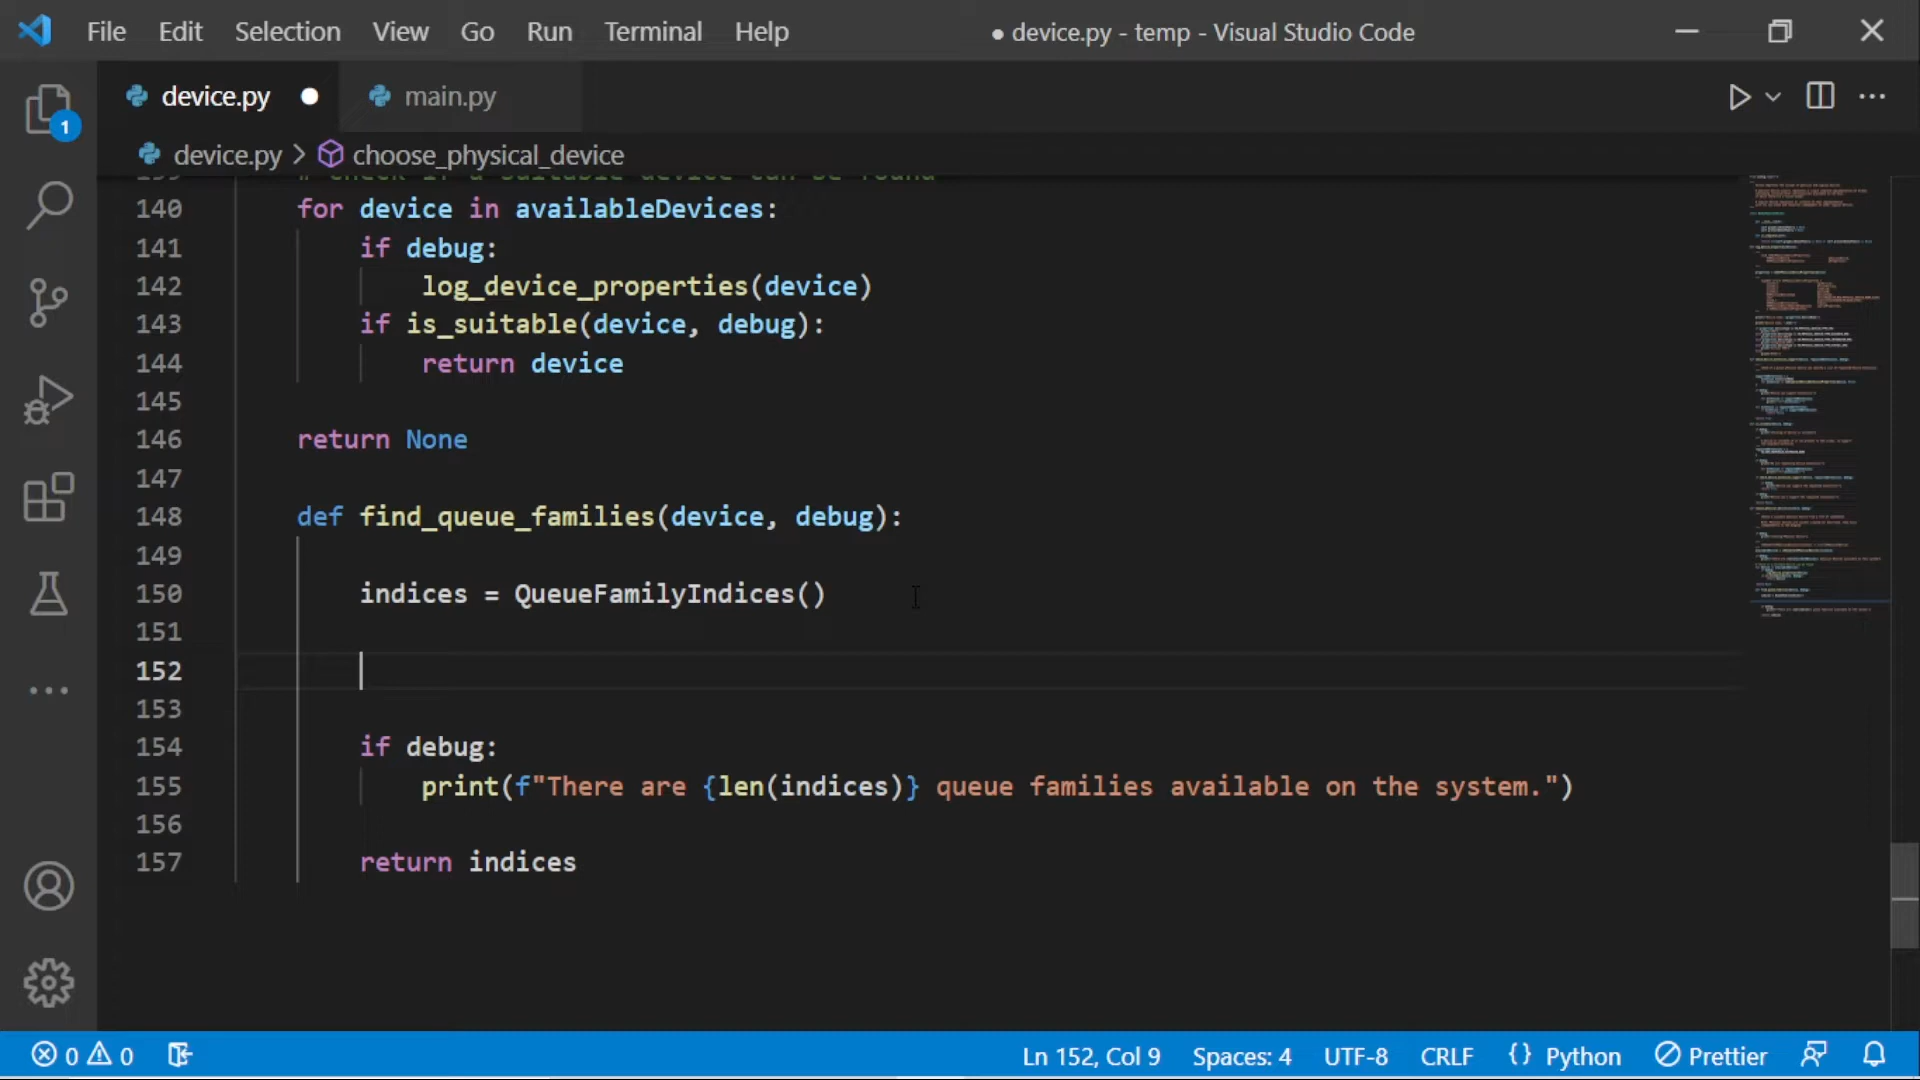 File Edit Selection View Go Run Terminal Help ● device.py - temp - Visual Studio Code
device.py ● main.py
device.py > choose_physical_device
140 for device in availableDevices:
141 if debug:
142 log_device_properties(device)
143 if is_suitable(device, debug):
144 return device
145
146 return None
147
148 def find_queue_families(device, debug):
149
150 indices = QueueFamilyIndices()
151
152
153
154 if debug:
155 print(f"There are {len(indices)} queue families available on the system.")
156
157 return indices
1
0 0 Ln 152, Col 9 Spaces: 4 UTF-8 CRLF {} Python Prettier